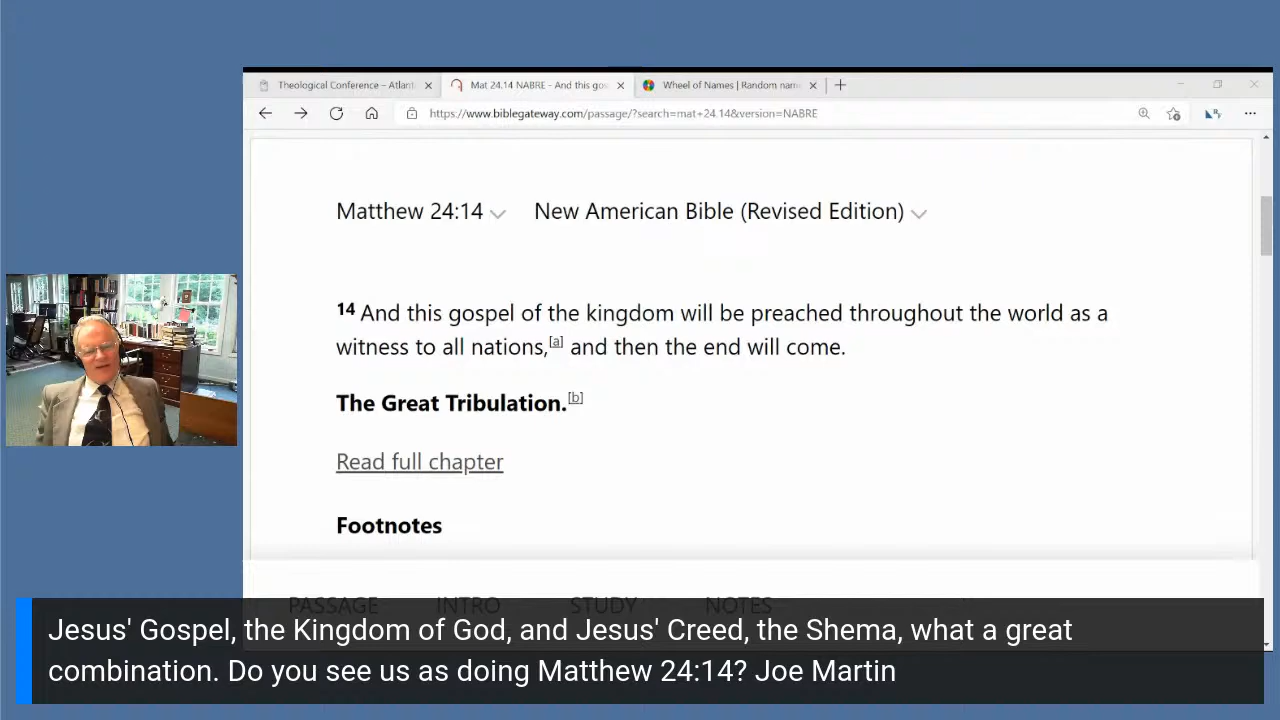 Theological Conference – Atlant
Mat 24.14 NABRE - And this gos
Wheel of Names | Random nam
https://www.biblegateway.com/passage/?search=mat+24.14&version=NABRE
Matthew 24:14
New American Bible (Revised Edition)
14 And this gospel of the kingdom will be preached throughout the world as a
witness to all nations,[a] and then the end will come.
The Great Tribulation.[b]
Read full chapter
Footnotes
PASSAGE INTRO STUDY NOTES
Jesus' Gospel, the Kingdom of God, and Jesus' Creed, the Shema, what a great
combination. Do you see us as doing Matthew 24:14? Joe Martin